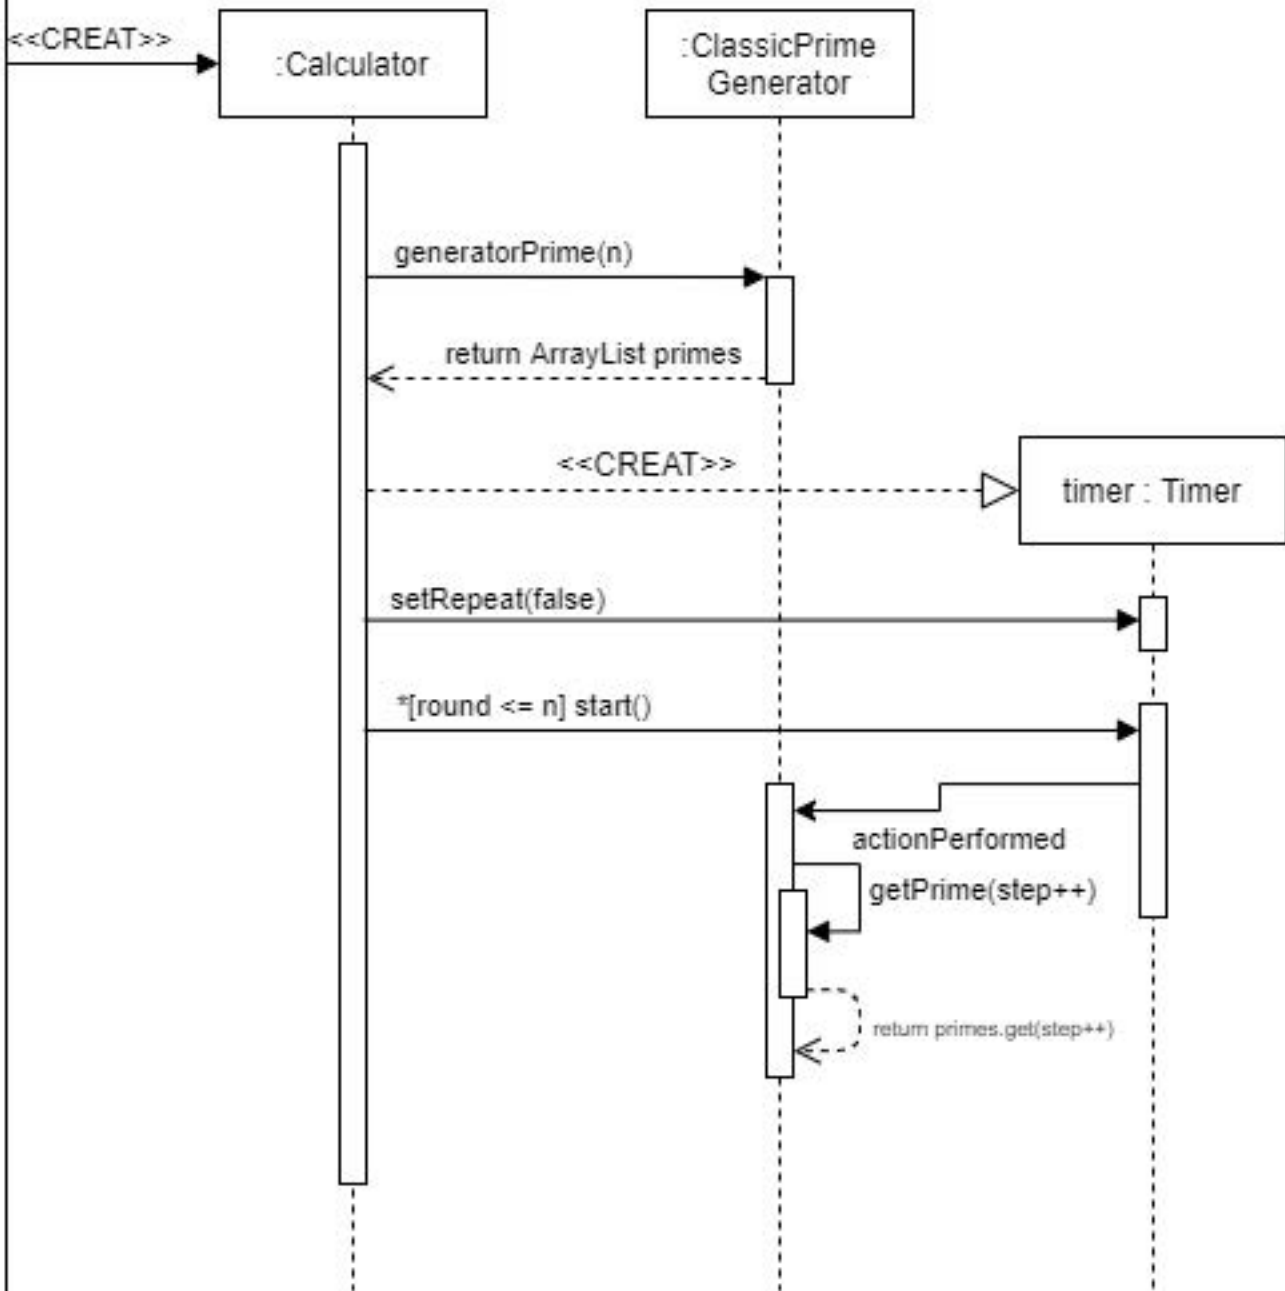 <<CREAT>>
:Calculator
:ClassicPrime
Generator
generatorPrime(n)
return ArrayList primes
<<CREAT>>
timer : Timer
setRepeat(false)
*[round <= n] start()
actionPerformed
getPrime(step++)
return primes.get(step++)